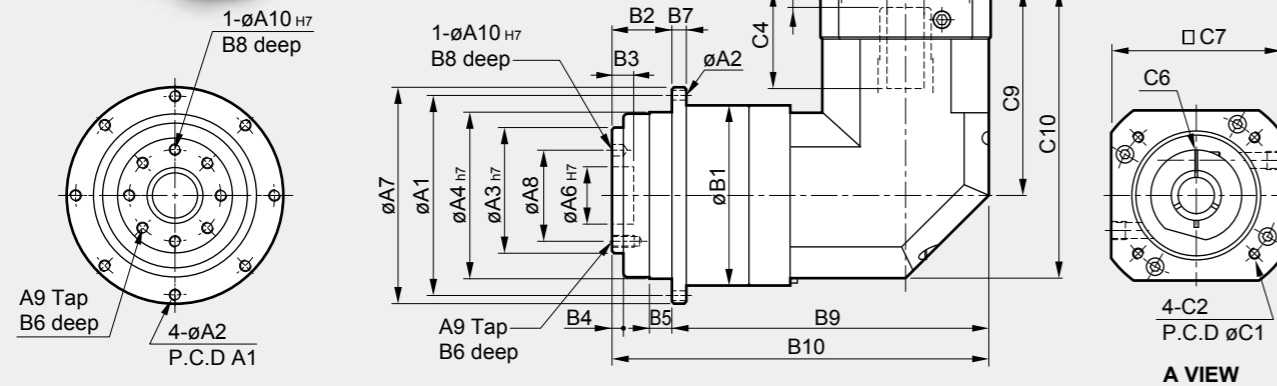 1-øA10 H7
B8 deep
A9 Tap
B6 deep
4-øA2
P.C.D A1
1-øA10 H7
B8 deep
B2
B7
B3
øA2
C4
øA7
øA1
øA4 h7
øA3 h7
øA8
øA6 H7
øB1
C9
C10
A9 Tap
B6 deep
B4
B5
B9
B10
□ C7
C6
4-C2
P.C.D øC1
A VIEW